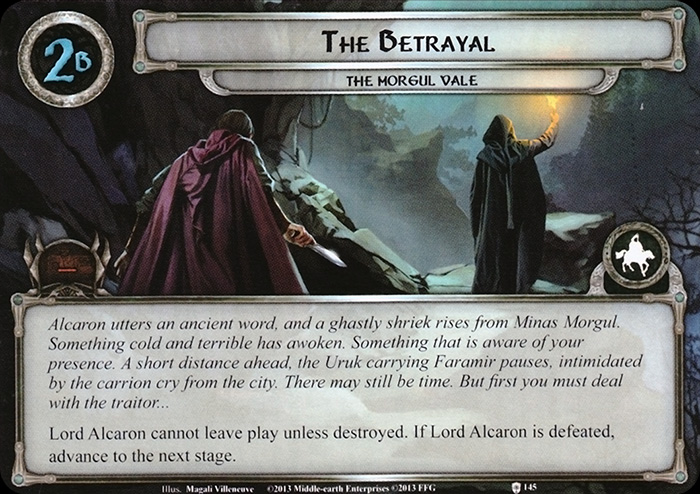 2B
THE BETRAYAL
THE MORGUL VALE
–
Alcaron utters an ancient word, and a ghastly shriek rises from Minas Morgul.
Something cold and terrible has awoken. Something that is aware of your
presence. A short distance ahead, the Uruk carrying Faramir pauses, intimidated
by the carrion cry from the city. There may still be time. But first you must deal
with the traitor...
Lord Alcaron cannot leave play unless destroyed. If Lord Alcaron is defeated,
advance to the next stage.
Illus. Magali Villeneuve ©2013 Middle-earth Enterprises ©2013 FFG 145